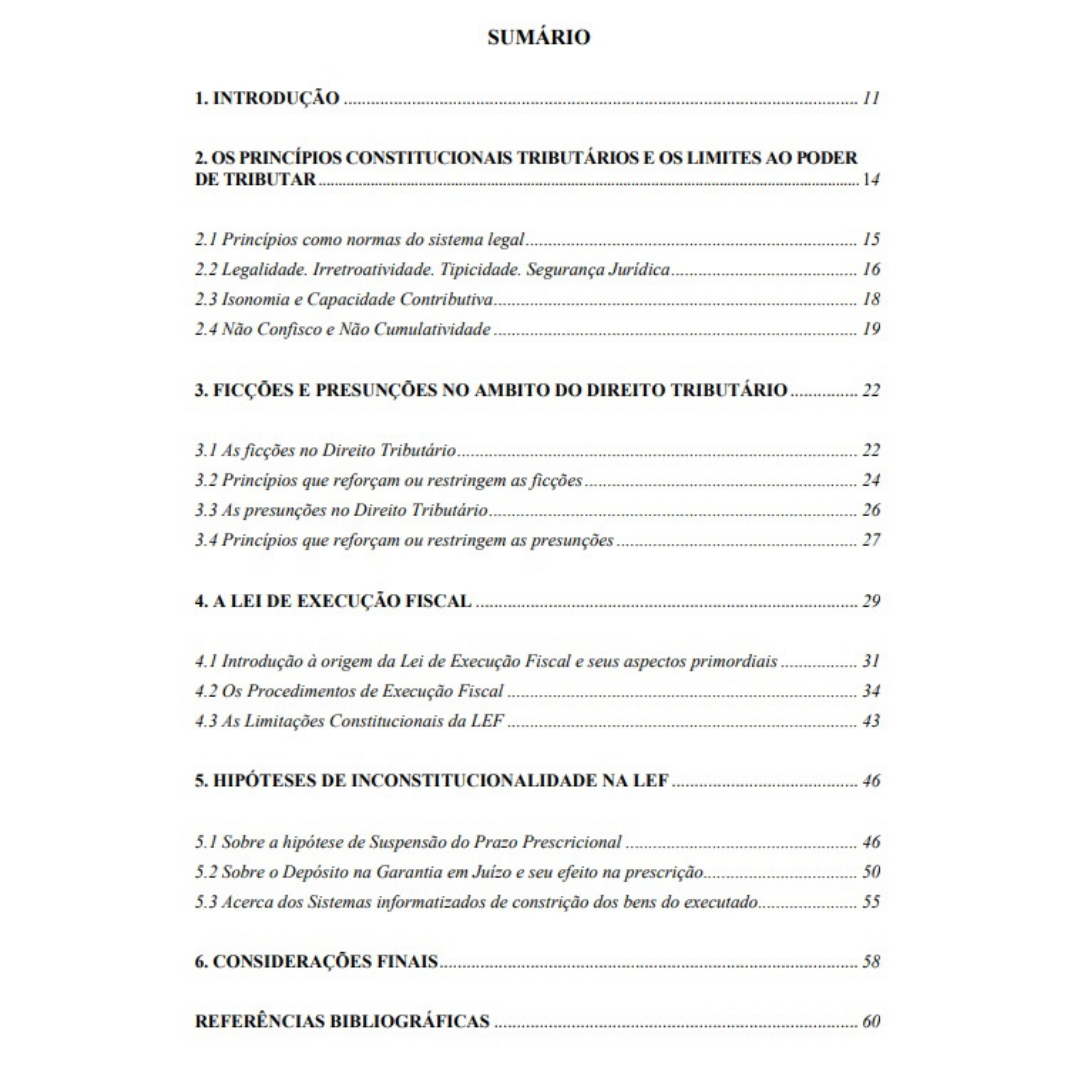 SUMÁRIO
1. INTRODUÇÃO ........ 11
2. OS PRINCÍPIOS CONSTITUCIONAIS TRIBUTÁRIOS E OS LIMITES AO PODER
DE TRIBUTAR ........ 14
2.1 Princípios como normas do sistema legal ........ 15
2.2 Legalidade. Irretroatividade. Tipicidade. Segurança Jurídica ........ 16
2.3 Isonomia e Capacidade Contributiva ........ 18
2.4 Não Confisco e Não Cumulatividade ........ 19
3. FICÇÕES E PRESUNÇÕES NO AMBITO DO DIREITO TRIBUTÁRIO ........ 22
3.1 As ficções no Direito Tributário ........ 22
3.2 Princípios que reforçam ou restringem as ficções ........ 24
3.3 As presunções no Direito Tributário ........ 26
3.4 Princípios que reforçam ou restringem as presunções ........ 27
4. A LEI DE EXECUÇÃO FISCAL ........ 29
4.1 Introdução à origem da Lei de Execução Fiscal e seus aspectos primordiais ........ 31
4.2 Os Procedimentos de Execução Fiscal ........ 34
4.3 As Limitações Constitucionais da LEF ........ 43
5. HIPÓTESES DE INCONSTITUCIONALIDADE NA LEF ........ 46
5.1 Sobre a hipótese de Suspensão do Prazo Prescricional ........ 46
5.2 Sobre o Depósito na Garantia em Juízo e seu efeito na prescrição ........ 50
5.3 Acerca dos Sistemas informatizados de constrição dos bens do executado ........ 55
6. CONSIDERAÇÕES FINAIS ........ 58
REFERÊNCIAS BIBLIOGRÁFICAS ........ 60